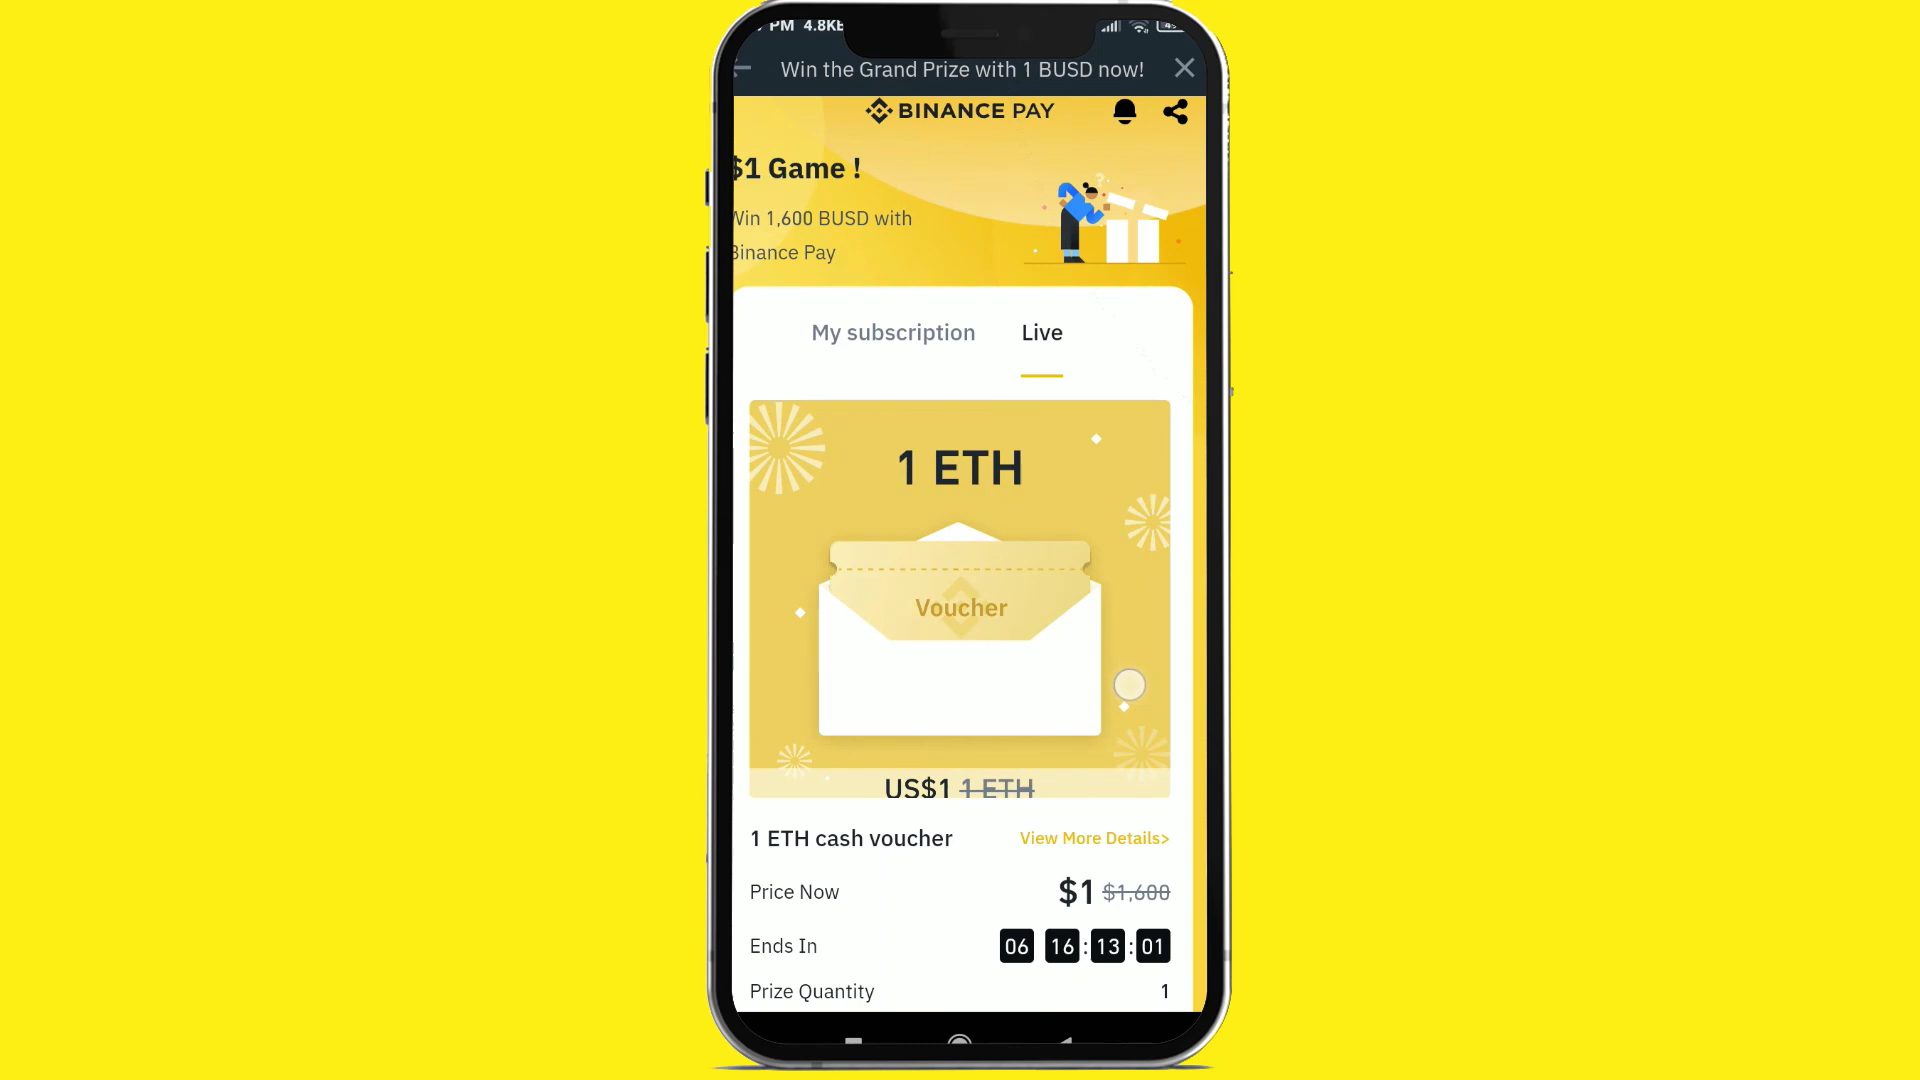 PM 4.8KB
Win the Grand Prize with 1 BUSD now!
BINANCE PAY
$1 Game !
Win 1,600 BUSD with
Binance Pay
My subscription Live
1 ETH
Voucher
US$1 1 ETH
1 ETH cash voucher View More Details>
Price Now $1 $1,600
Ends In 06 16:13:01
Prize Quantity 1